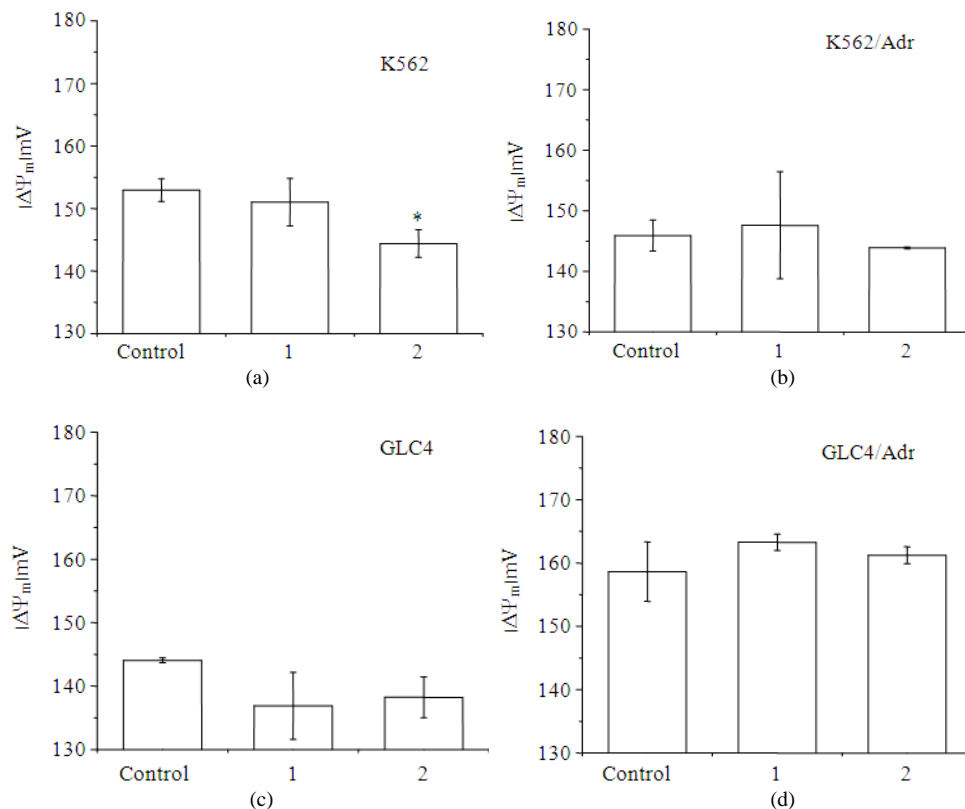 180
170
160
150
140
130
|ΔΨm|mV
K562
*
Control 1 2
(a)
180
170
160
150
140
130
|ΔΨm|mV
K562/Adr
Control 1 2
(b)
180
170
160
150
140
130
|ΔΨm|mV
GLC4
Control 1 2
(c)
180
170
160
150
140
130
|ΔΨm|mV
GLC4/Adr
Control 1 2
(d)